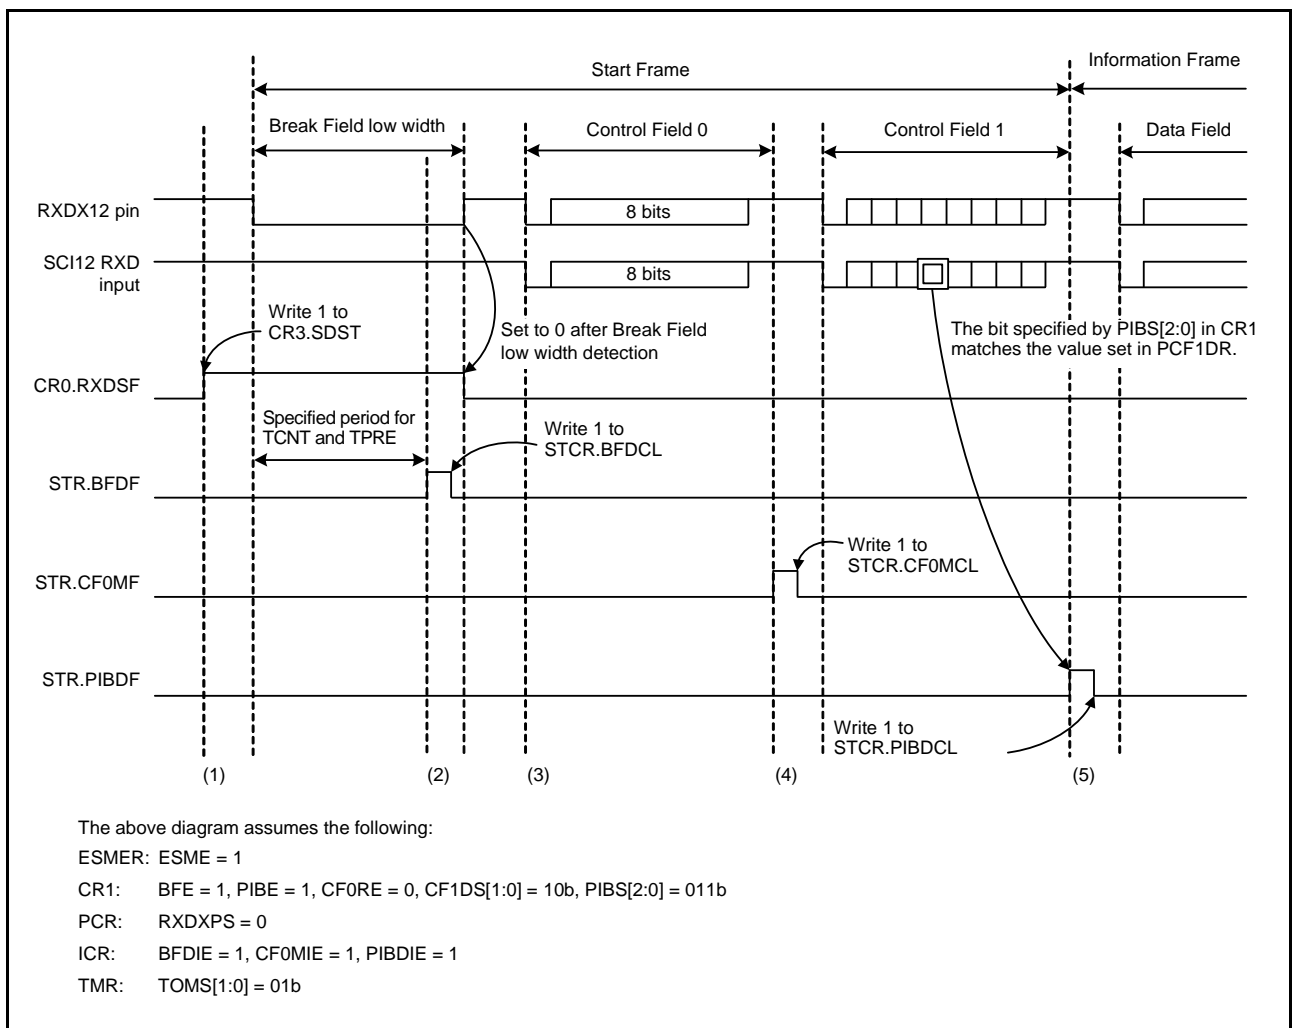 Start Frame
Information Frame
Break Field low width
Control Field 0
Control Field 1
Data Field
RXDX12 pin
8 bits
SCI12 RXD
input
8 bits
Write 1 to
CR3.SDST
Set to 0 after Break Field
low width detection
The bit specified by PIBS[2:0] in CR1
matches the value set in PCF1DR.
CR0.RXDSF
Specified period for
TCNT and TPRE
Write 1 to
STCR.BFDCL
STR.BFDF
Write 1 to
STCR.CF0MCL
STR.CF0MF
STR.PIBDF
Write 1 to
STCR.PIBDCL
(1)
(2)
(3)
(4)
(5)
The above diagram assumes the following:
ESMER: ESME = 1
CR1: BFE = 1, PIBE = 1, CF0RE = 0, CF1DS[1:0] = 10b, PIBS[2:0] = 011b
PCR: RXDXPS = 0
ICR: BFDIE = 1, CF0MIE = 1, PIBDIE = 1
TMR: TOMS[1:0] = 01b